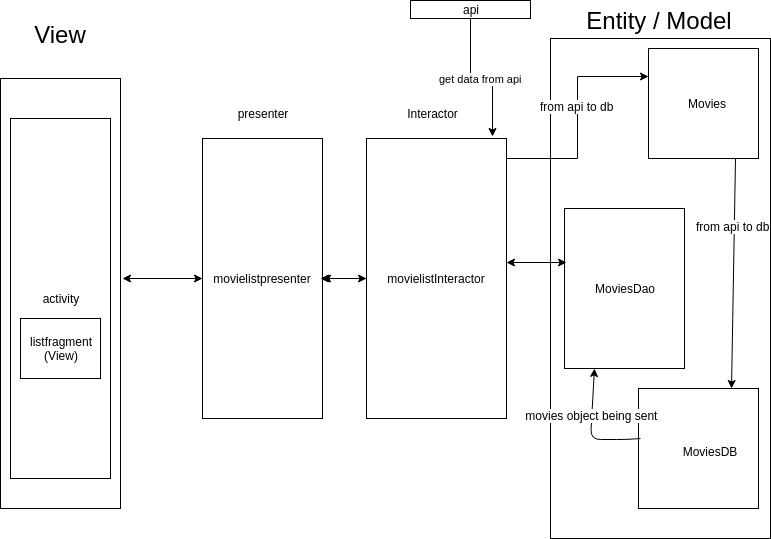 api
Entity / Model
View
get data from api
from api to db
Movies
presenter
Interactor
from api to db
movielistpresenter
movielistInteractor
MoviesDao
activity
listfragment
(View)
movies object being sent
MoviesDB